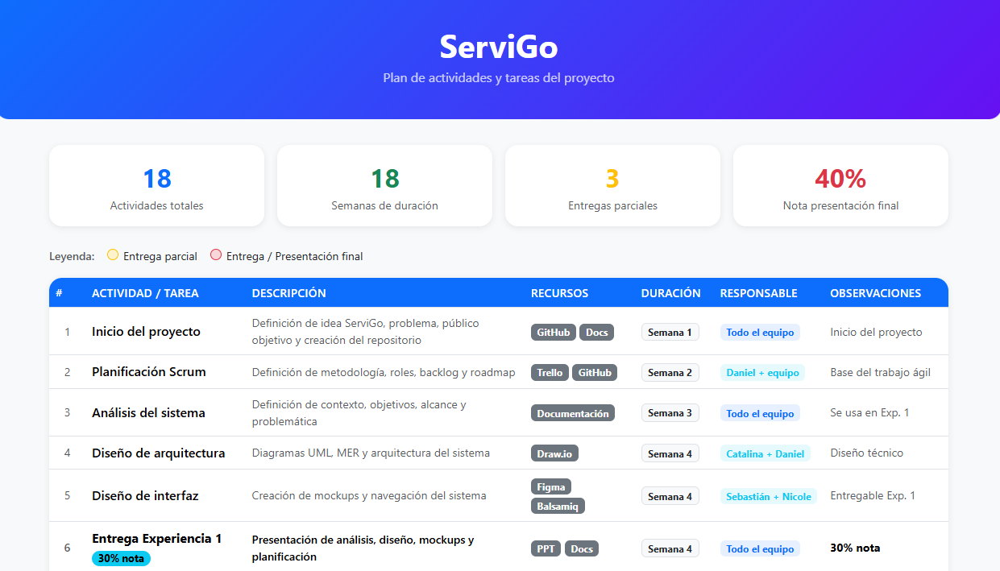 ServiGo
Plan de actividades y tareas del proyecto
18
Actividades totales
18
Semanas de duración
3
Entregas parciales
40%
Nota presentación final
Leyenda: Entrega parcial Entrega / Presentación final
# ACTIVIDAD / TAREA DESCRIPCIÓN RECURSOS DURACIÓN RESPONSABLE OBSERVACIONES
1 Inicio del proyecto Definición de idea ServiGo, problema, público
objetivo y creación del repositorio GitHub Docs Semana 1 Todo el equipo Inicio del proyecto
2 Planificación Scrum Definición de metodología, roles, backlog y roadmap Trello GitHub Semana 2 Daniel + equipo Base del trabajo ágil
3 Análisis del sistema Definición de contexto, objetivos, alcance y
problemática Documentación Semana 3 Todo el equipo Se usa en Exp. 1
4 Diseño de arquitectura Diagramas UML, MER y arquitectura del sistema Draw.io Semana 4 Catalina + Daniel Diseño técnico
5 Diseño de interfaz Creación de mockups y navegación del sistema Figma
Balsamiq Semana 4 Sebastián + Nicole Entregable Exp. 1
6 Entrega Experiencia 1
30% nota Presentación de análisis, diseño, mockups y
planificación PPT Docs Semana 4 Todo el equipo 30% nota